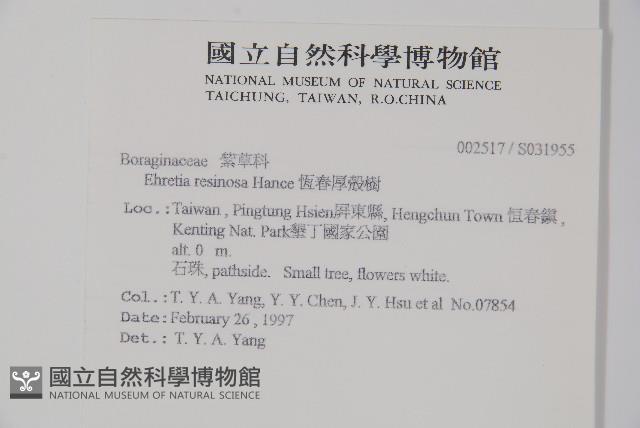 國立自然科學博物館
NATIONAL MUSEUM OF NATURAL SCIENCE
TAICHUNG, TAIWAN, R.O.CHINA
002517 / S031955
Boraginaceae 紫草科
Ehretia resinosa Hance 恆春厚殼樹
Loc.:Taiwan , Pingtung Hsien屏東縣, Hengchun Town 恆春鎮 ,
Kenting Nat. Park墾丁國家公園
alt. 0 m.
石珠, pathside. Small tree, flowers white.
Col.:T. Y. A. Yang, Y. Y. Chen, J. Y. Hsu et al No.07854
Date:February 26 , 1997
Det.: T. Y. A. Yang
國立自然科學博物館
NATIONAL MUSEUM OF NATURAL SCIENCE